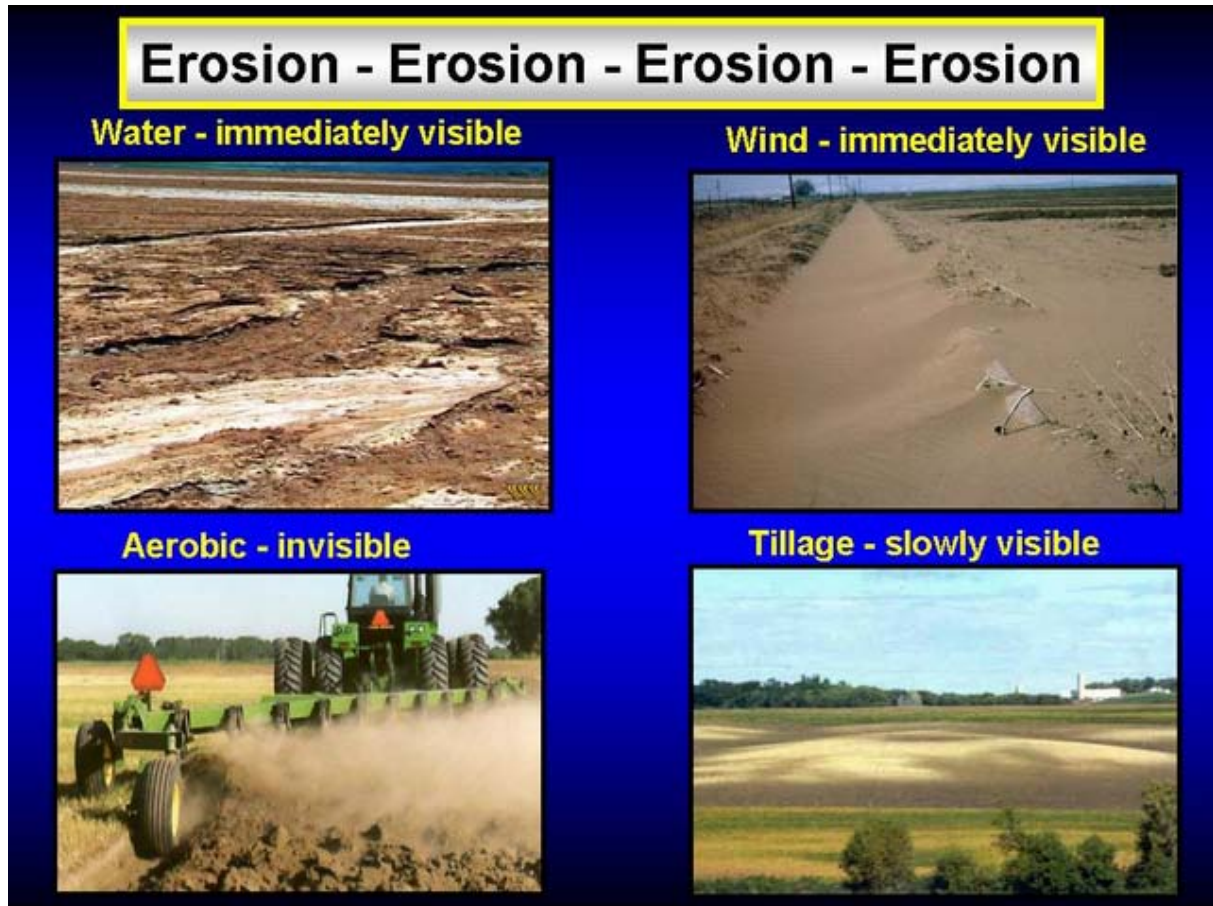 Erosion - Erosion - Erosion - Erosion
Water - immediately visible
Wind - immediately visible
Aerobic - invisible
Tillage - slowly visible